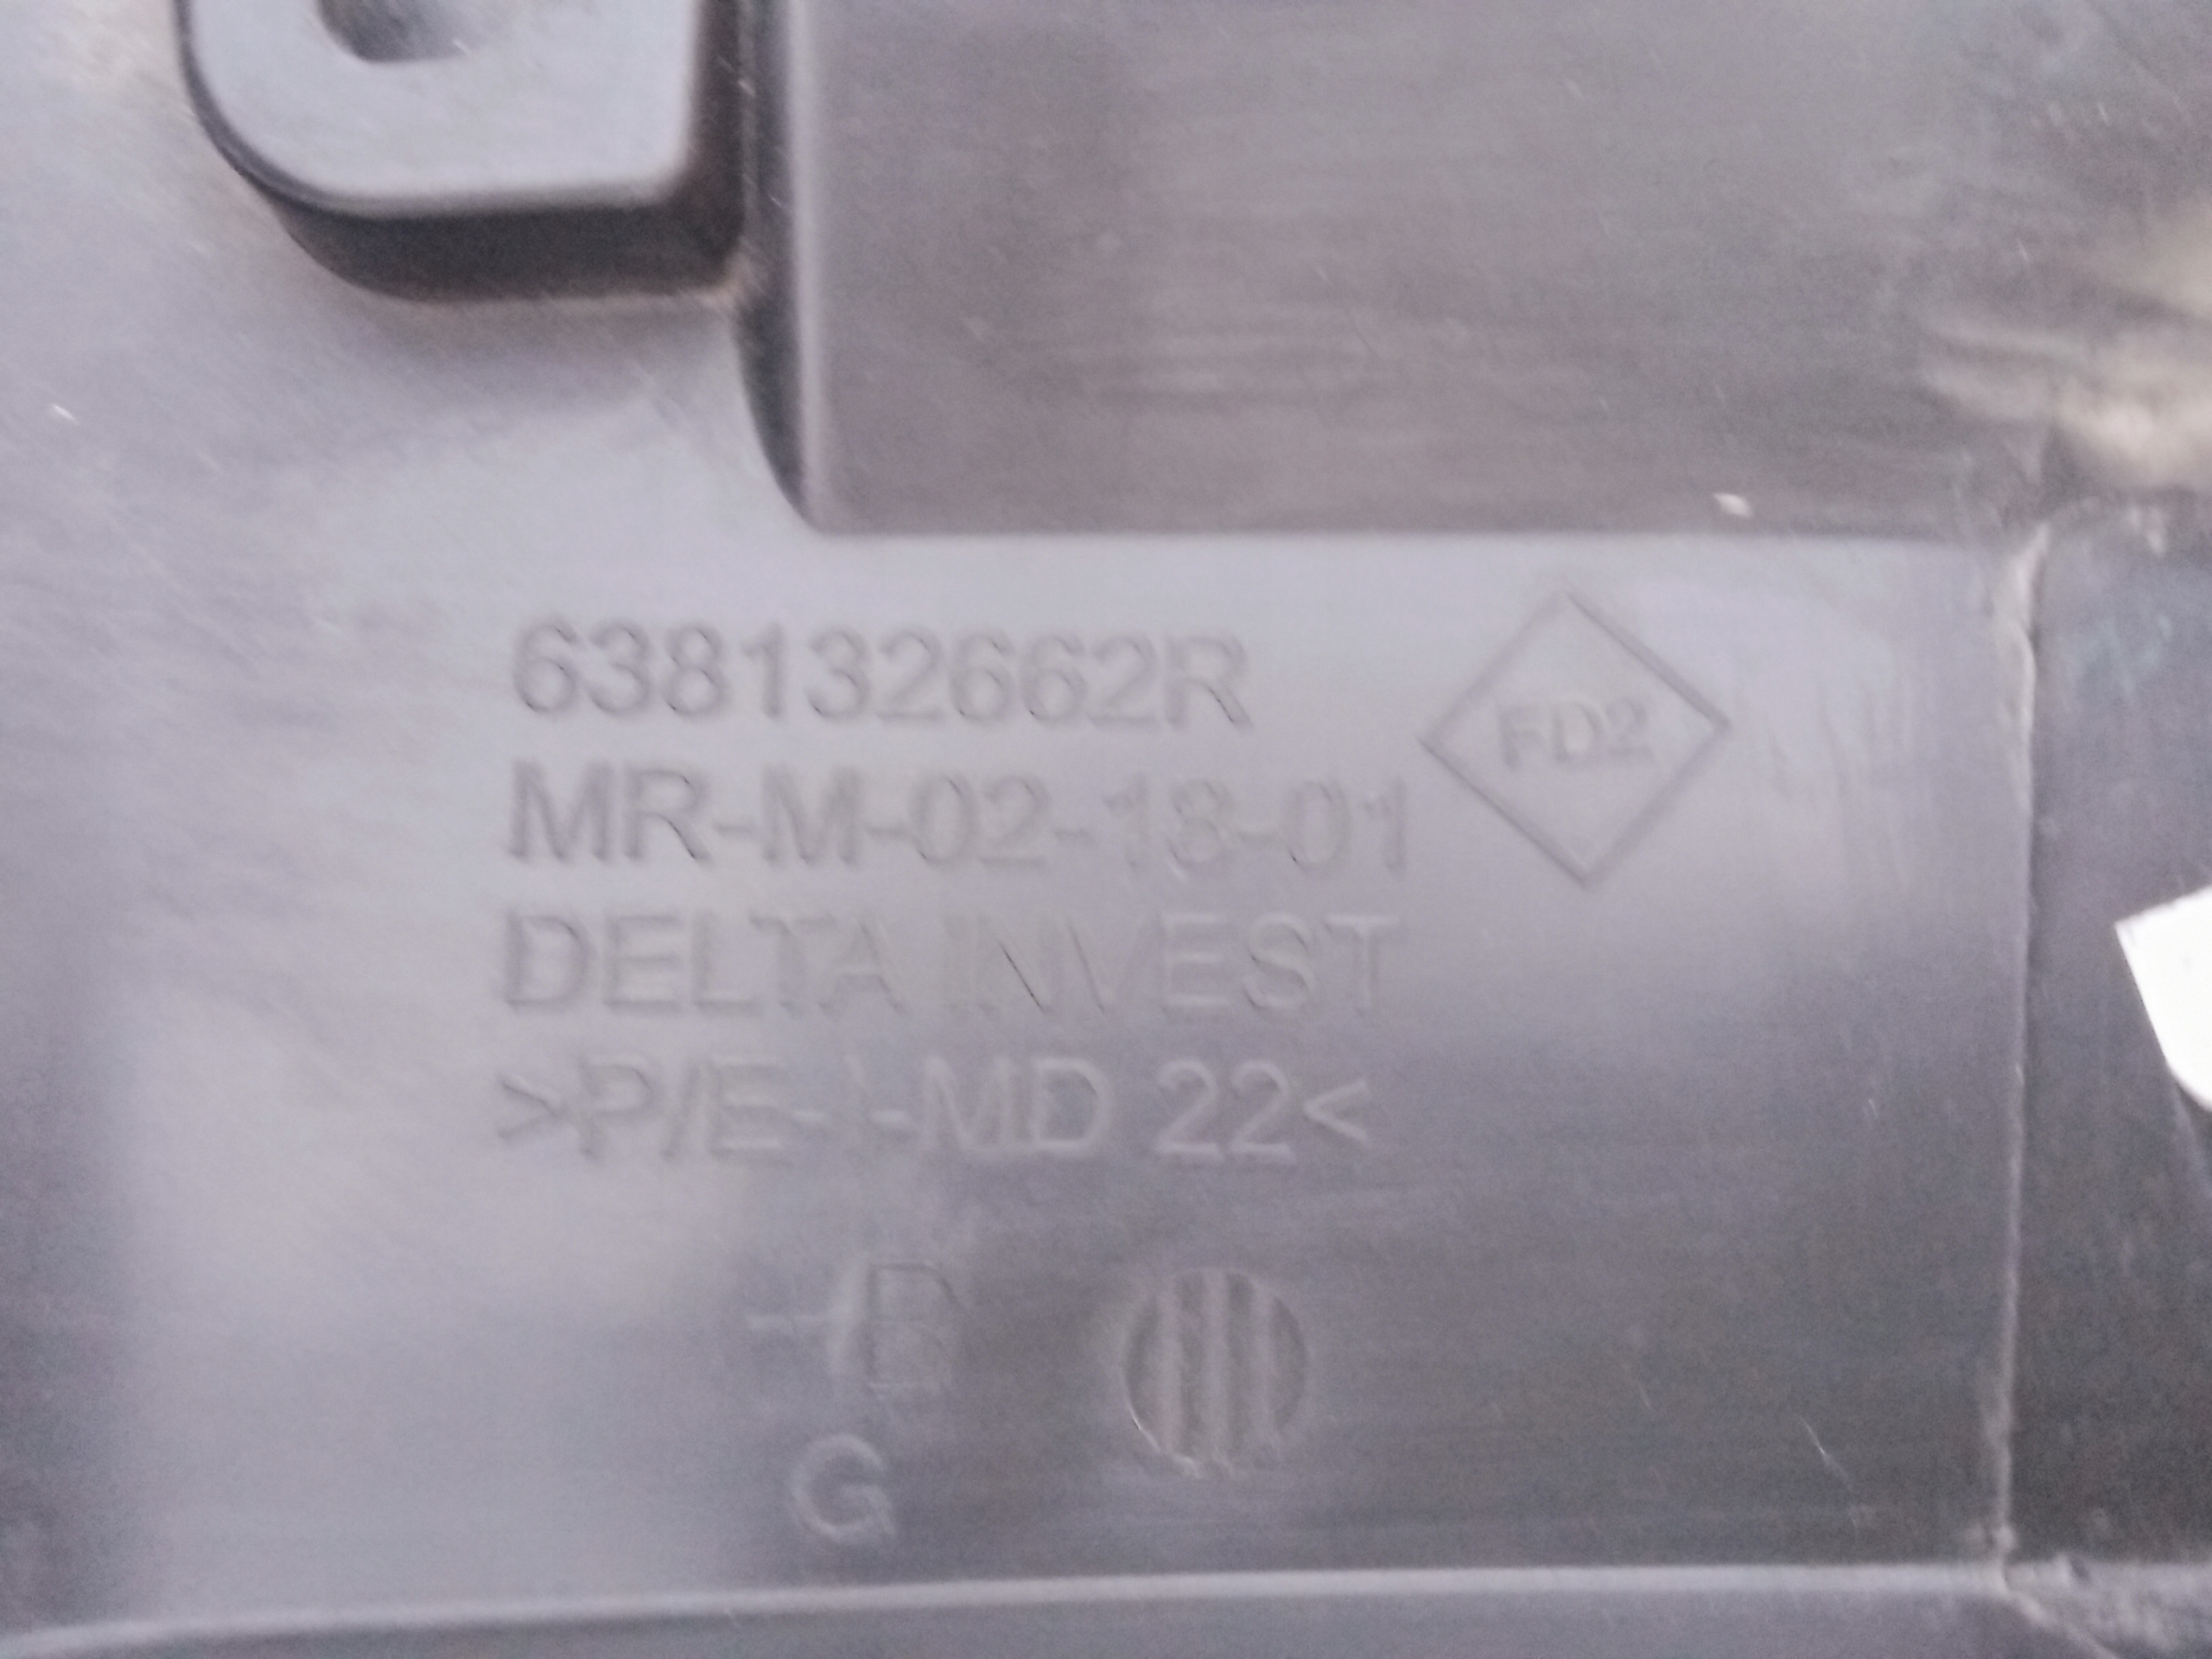 638132662R
FD2
MR-M-02-18-01
DELTA INVEST
>P/E-I-MD 22<
G